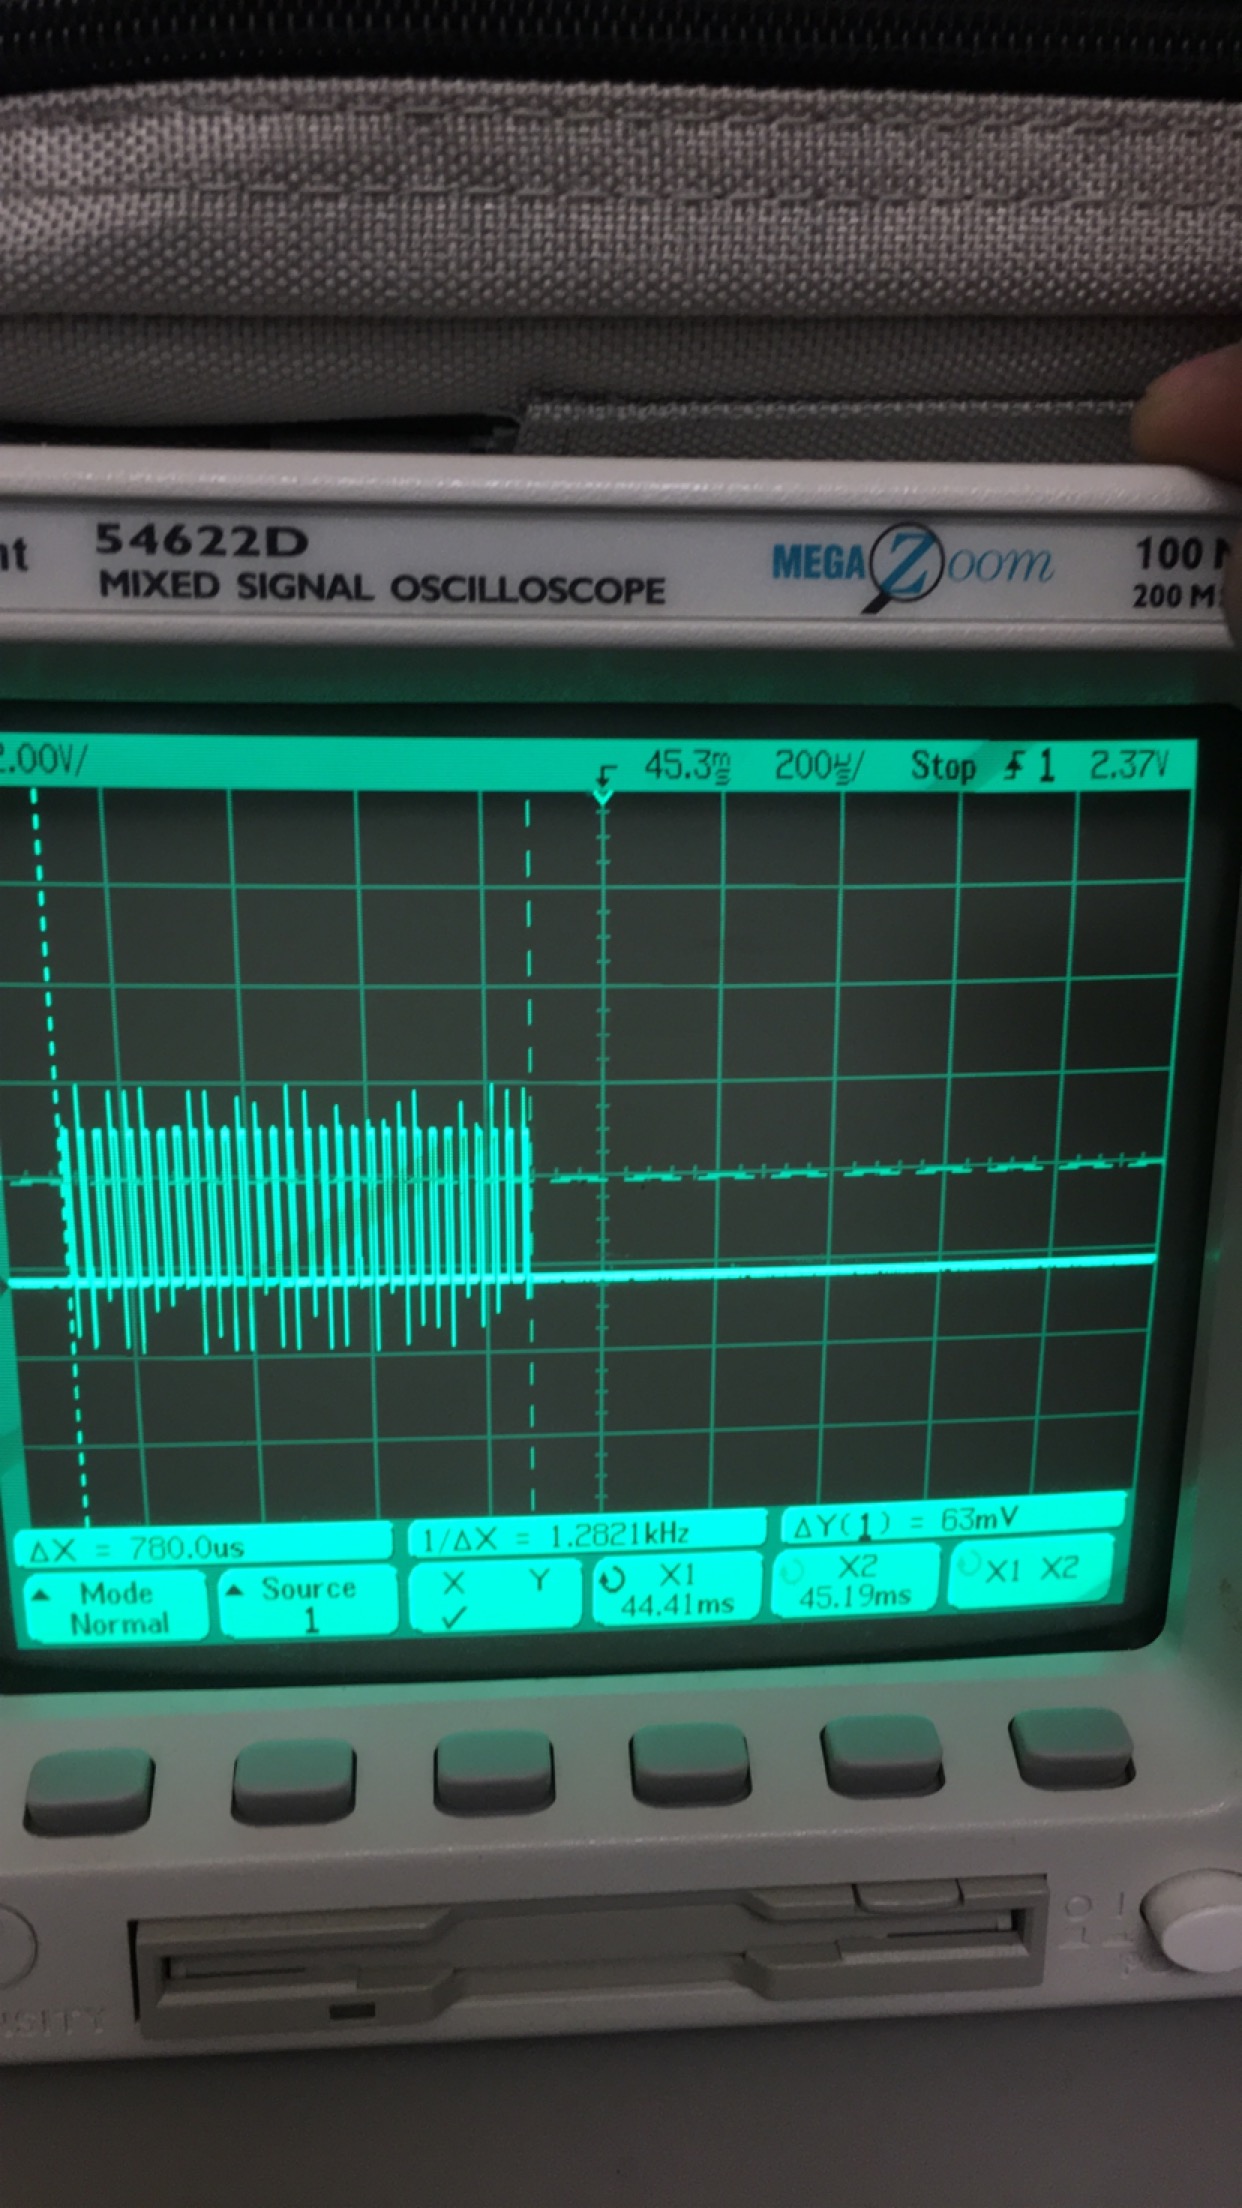 54622D
MIXED SIGNAL OSCILLOSCOPE
MEGA Zoom
100
200 M
.00V/ 45.3ms 200us/ Stop 1 2.37V
ΔX = 780.0us 1/ΔX = 1.2821kHz ΔY(1) = 63mV
Mode Source X Y X1 X2 X1 X2
Normal 1 ✓ 44.41ms 45.19ms